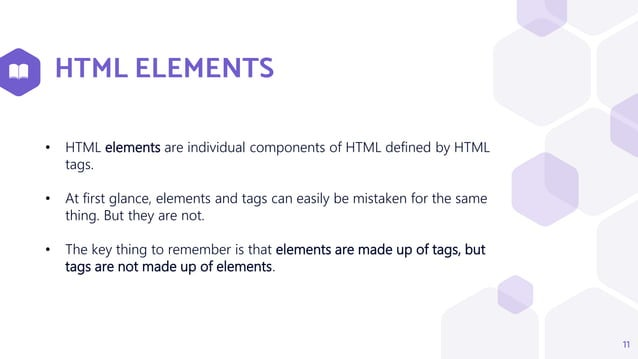 HTML ELEMENTS
• HTML elements are individual components of HTML defined by HTML
tags.
• At first glance, elements and tags can easily be mistaken for the same
thing. But they are not.
• The key thing to remember is that elements are made up of tags, but
tags are not made up of elements.
11